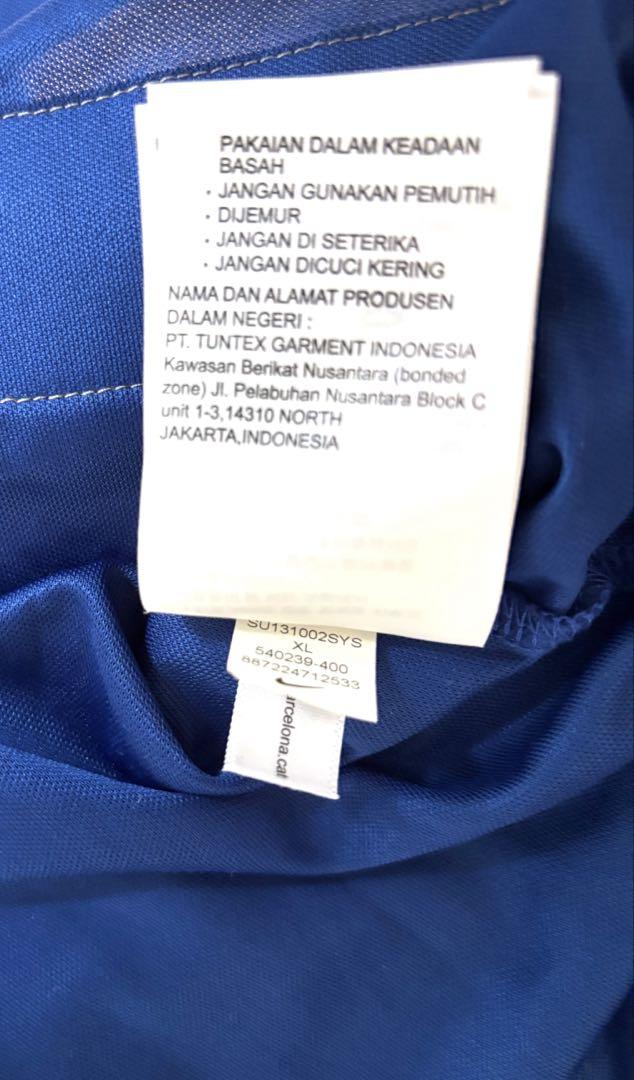 PAKAIAN DALAM KEADAAN
BASAH
· JANGAN GUNAKAN PEMUTIH
· DIJEMUR
· JANGAN DI SETERIKA
· JANGAN DICUCI KERING
NAMA DAN ALAMAT PRODUSEN
DALAM NEGERI :
PT. TUNTEX GARMENT INDONESIA
Kawasan Berikat Nusantara (bonded
zone) Jl. Pelabuhan Nusantara Block C
unit 1-3,14310 NORTH
JAKARTA,INDONESIA
SU131002SYS
XL
540239-400
887224712533
arcelona.cat